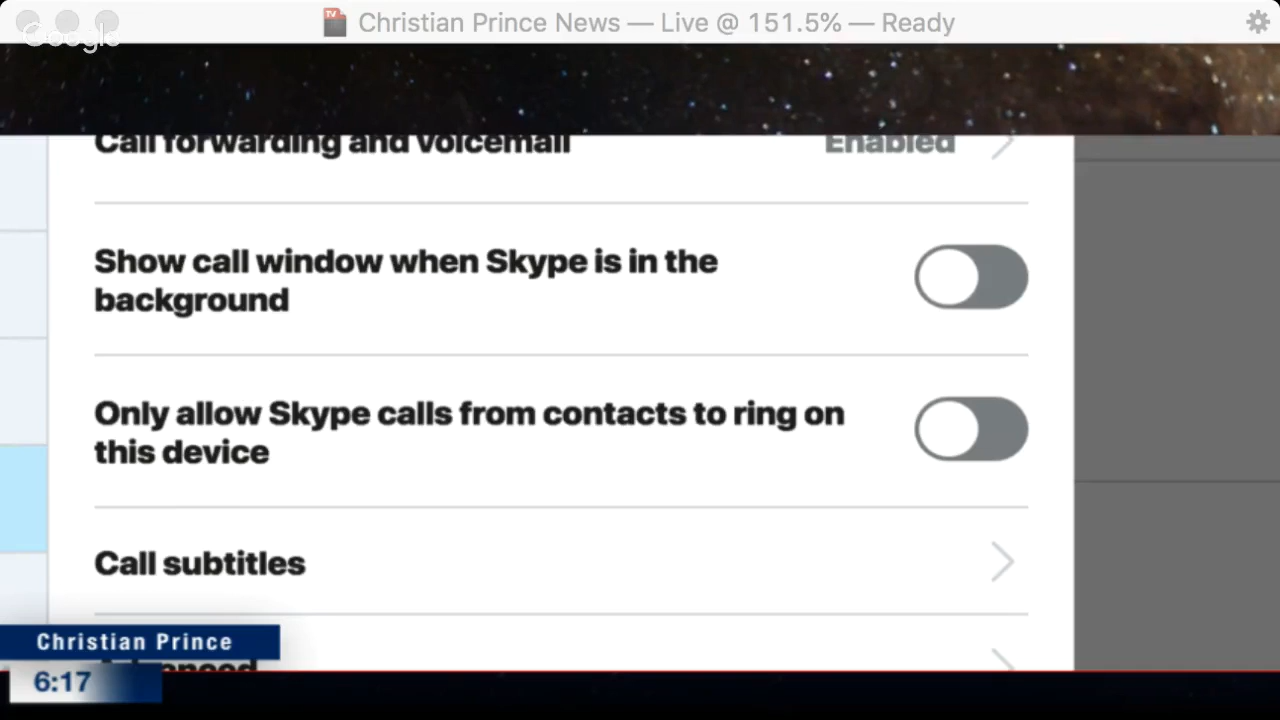 Christian Prince News — Live @ 151.5% — Ready
Google
Call forwarding and voicemail Enabled
Show call window when Skype is in the
background
Only allow Skype calls from contacts to ring on
this device
Call subtitles
Advanced
Christian Prince
6:17